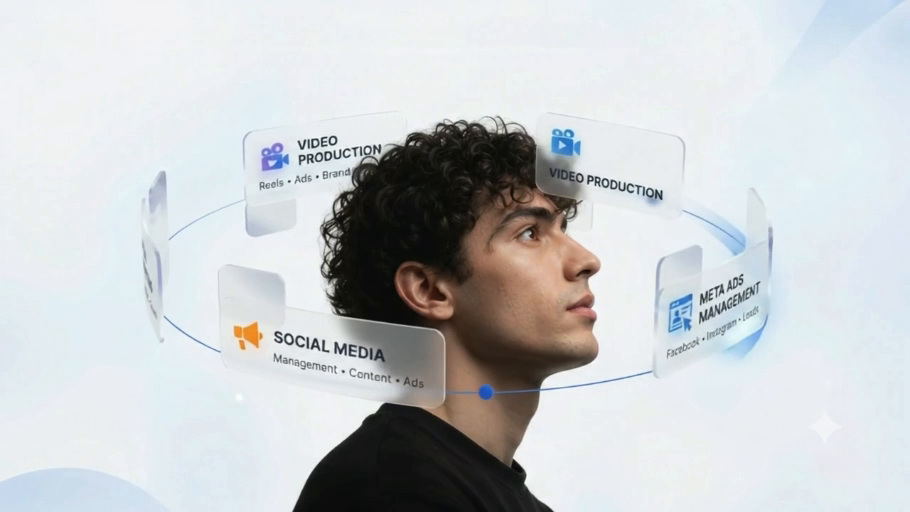 VIDEO
PRODUCTION
Reels • Ads • Brand
VIDEO PRODUCTION
META ADS
MANAGEMENT
Facebook • Instagram • Leads
SOCIAL MEDIA
Management • Content • Ads